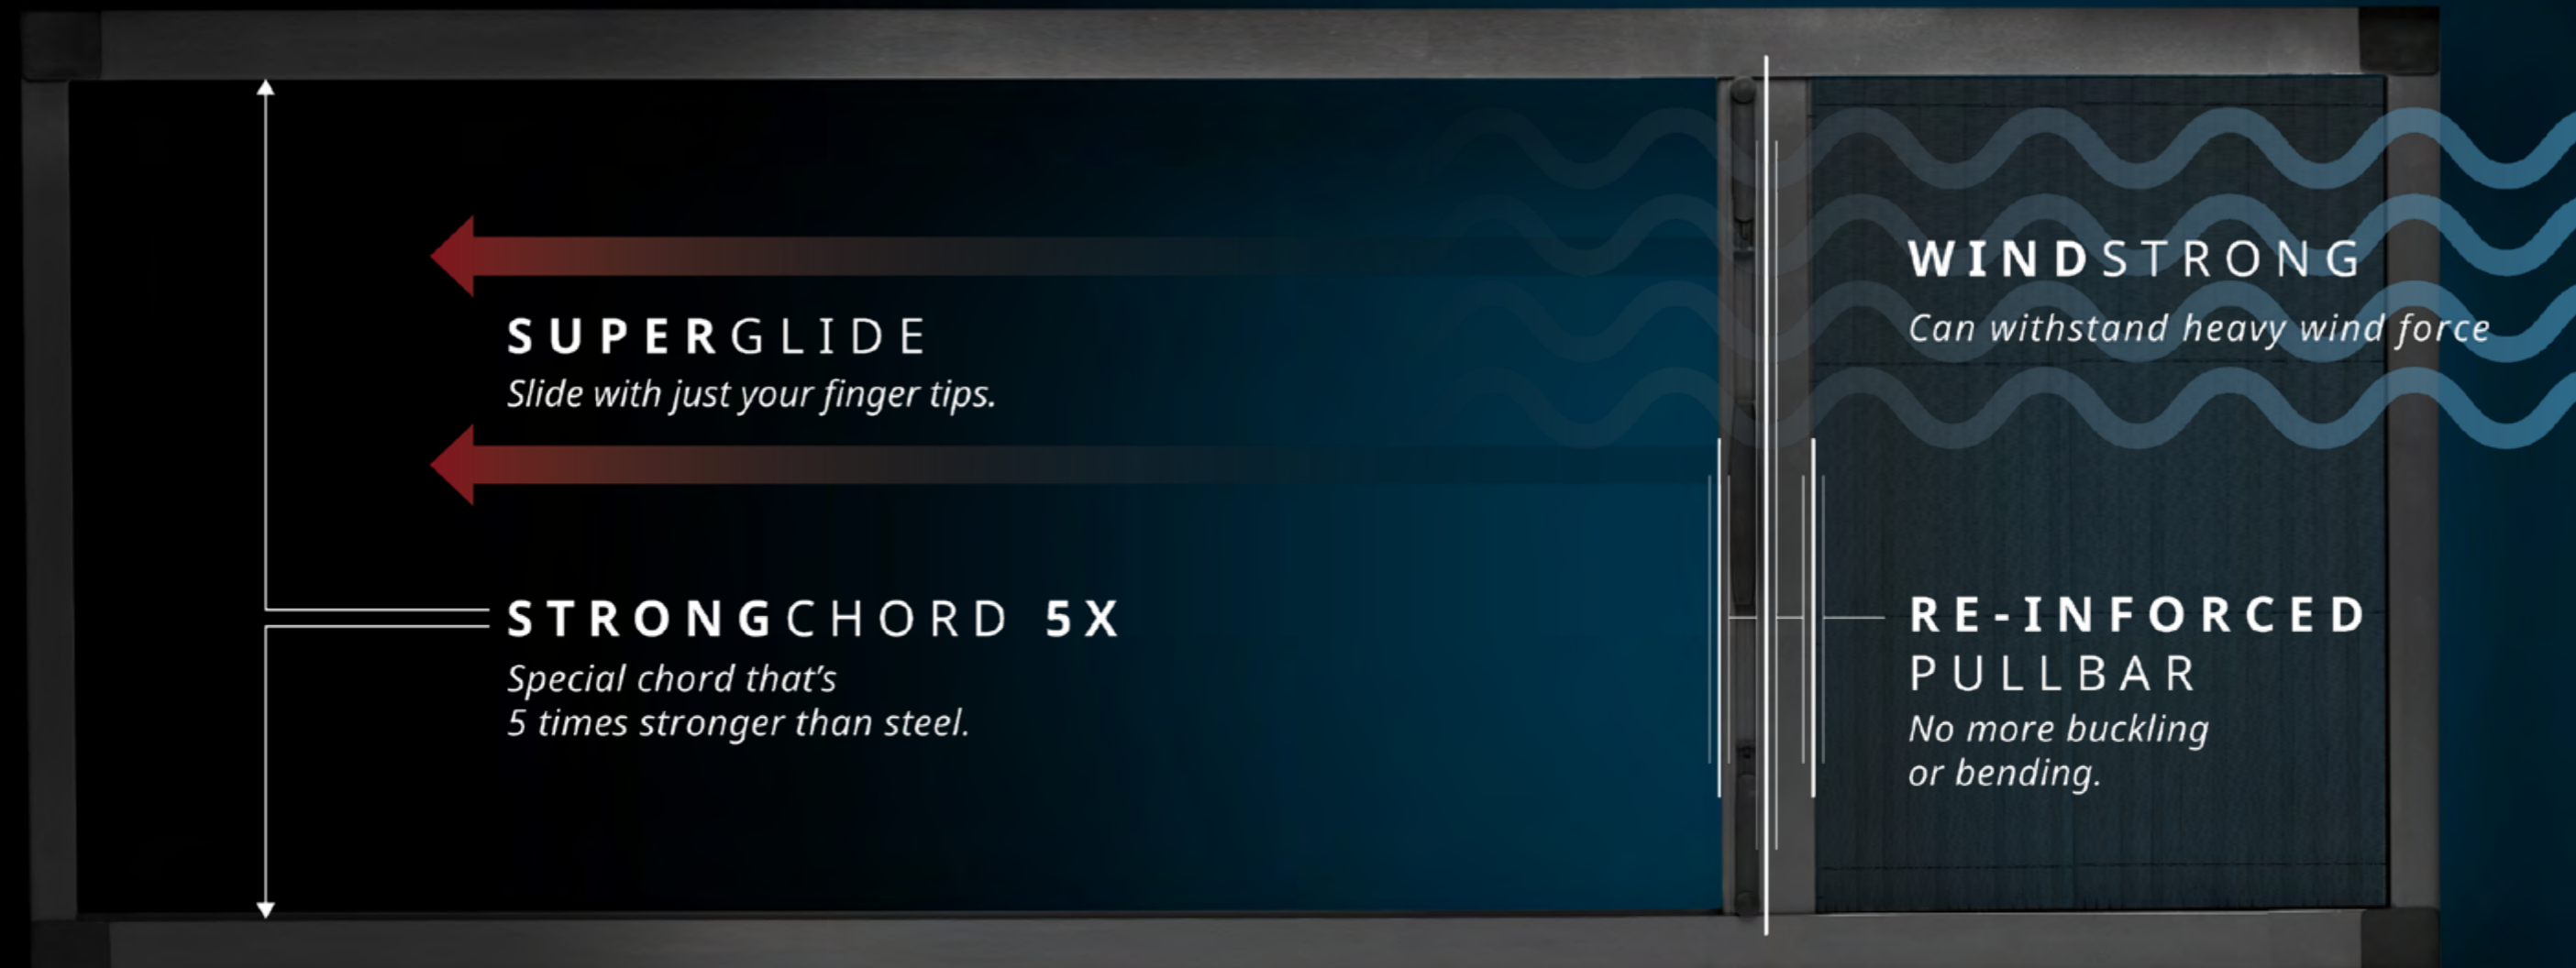 SUPERGLIDE
Slide with just your finger tips.
STRONGCHORD 5X
Special chord that's
5 times stronger than steel.
WINDSTRONG
Can withstand heavy wind force
RE-INFORCED
PULLBAR
No more buckling
or bending.